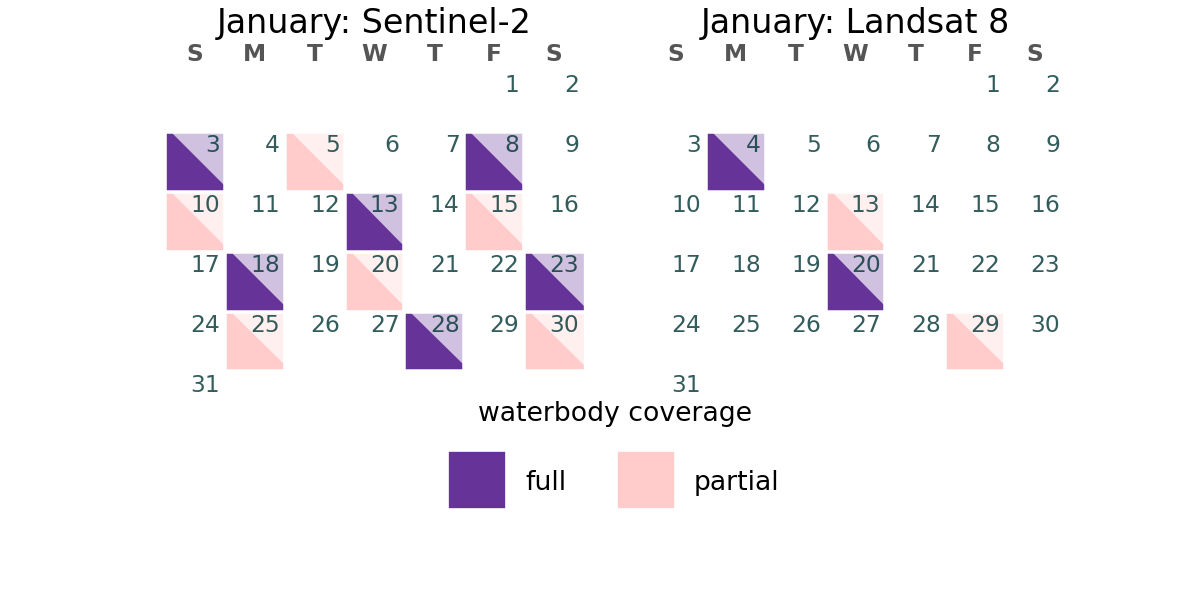 January: Sentinel-2
S M T W T F S
1 2
3 4 5 6 7 8 9
10 11 12 13 14 15 16
17 18 19 20 21 22 23
24 25 26 27 28 29 30
31
January: Landsat 8
S M T W T F S
1 2
3 4 5 6 7 8 9
10 11 12 13 14 15 16
17 18 19 20 21 22 23
24 25 26 27 28 29 30
31
waterbody coverage
full partial